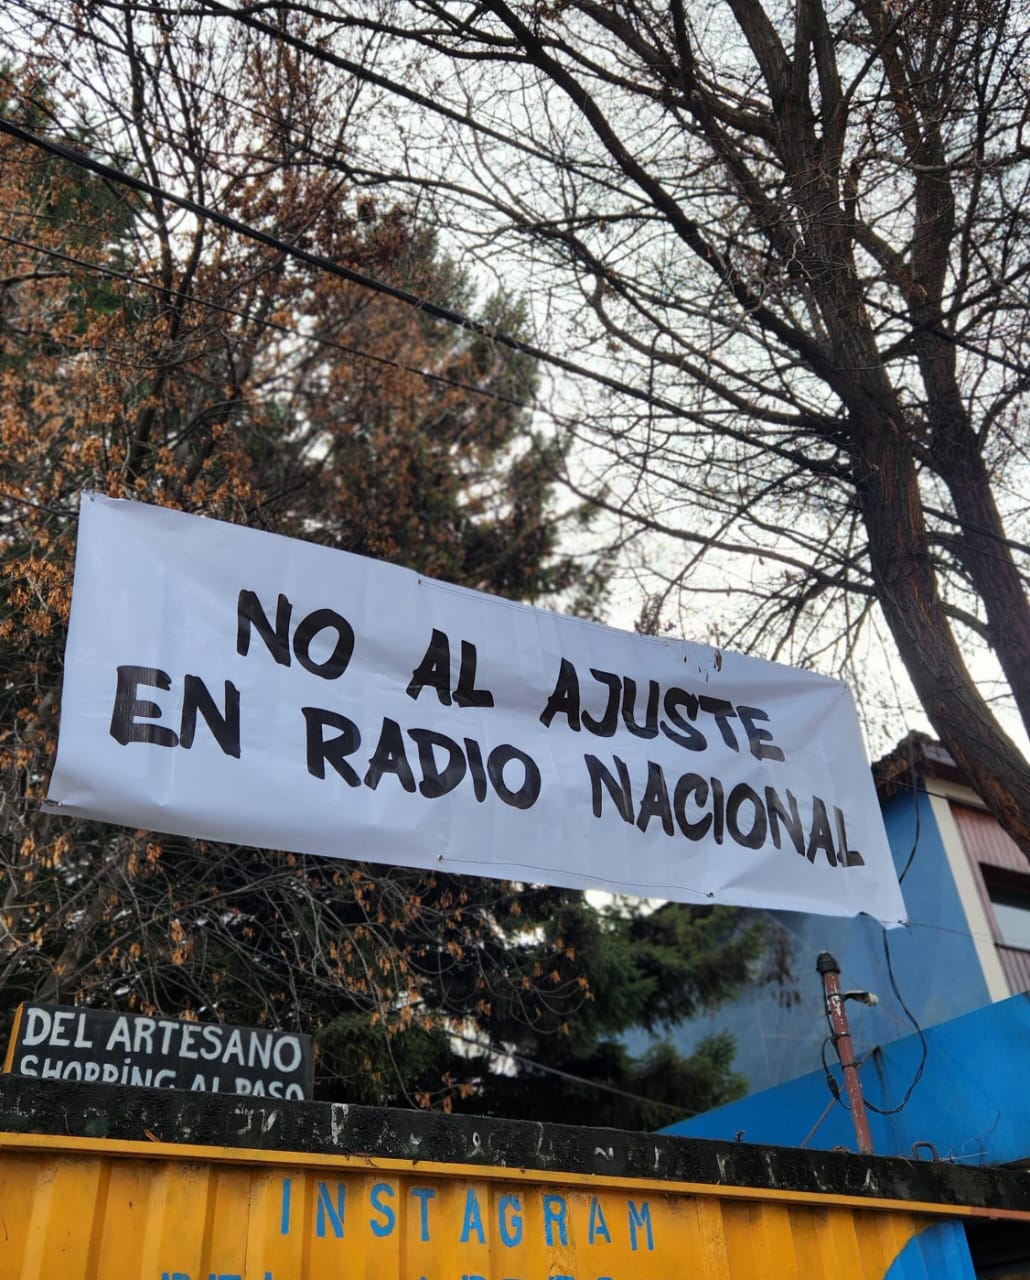 NO AL AJUSTE
EN RADIO NACIONAL
DEL ARTESANO
SHOPPING AL PASO
INSTAGRAM